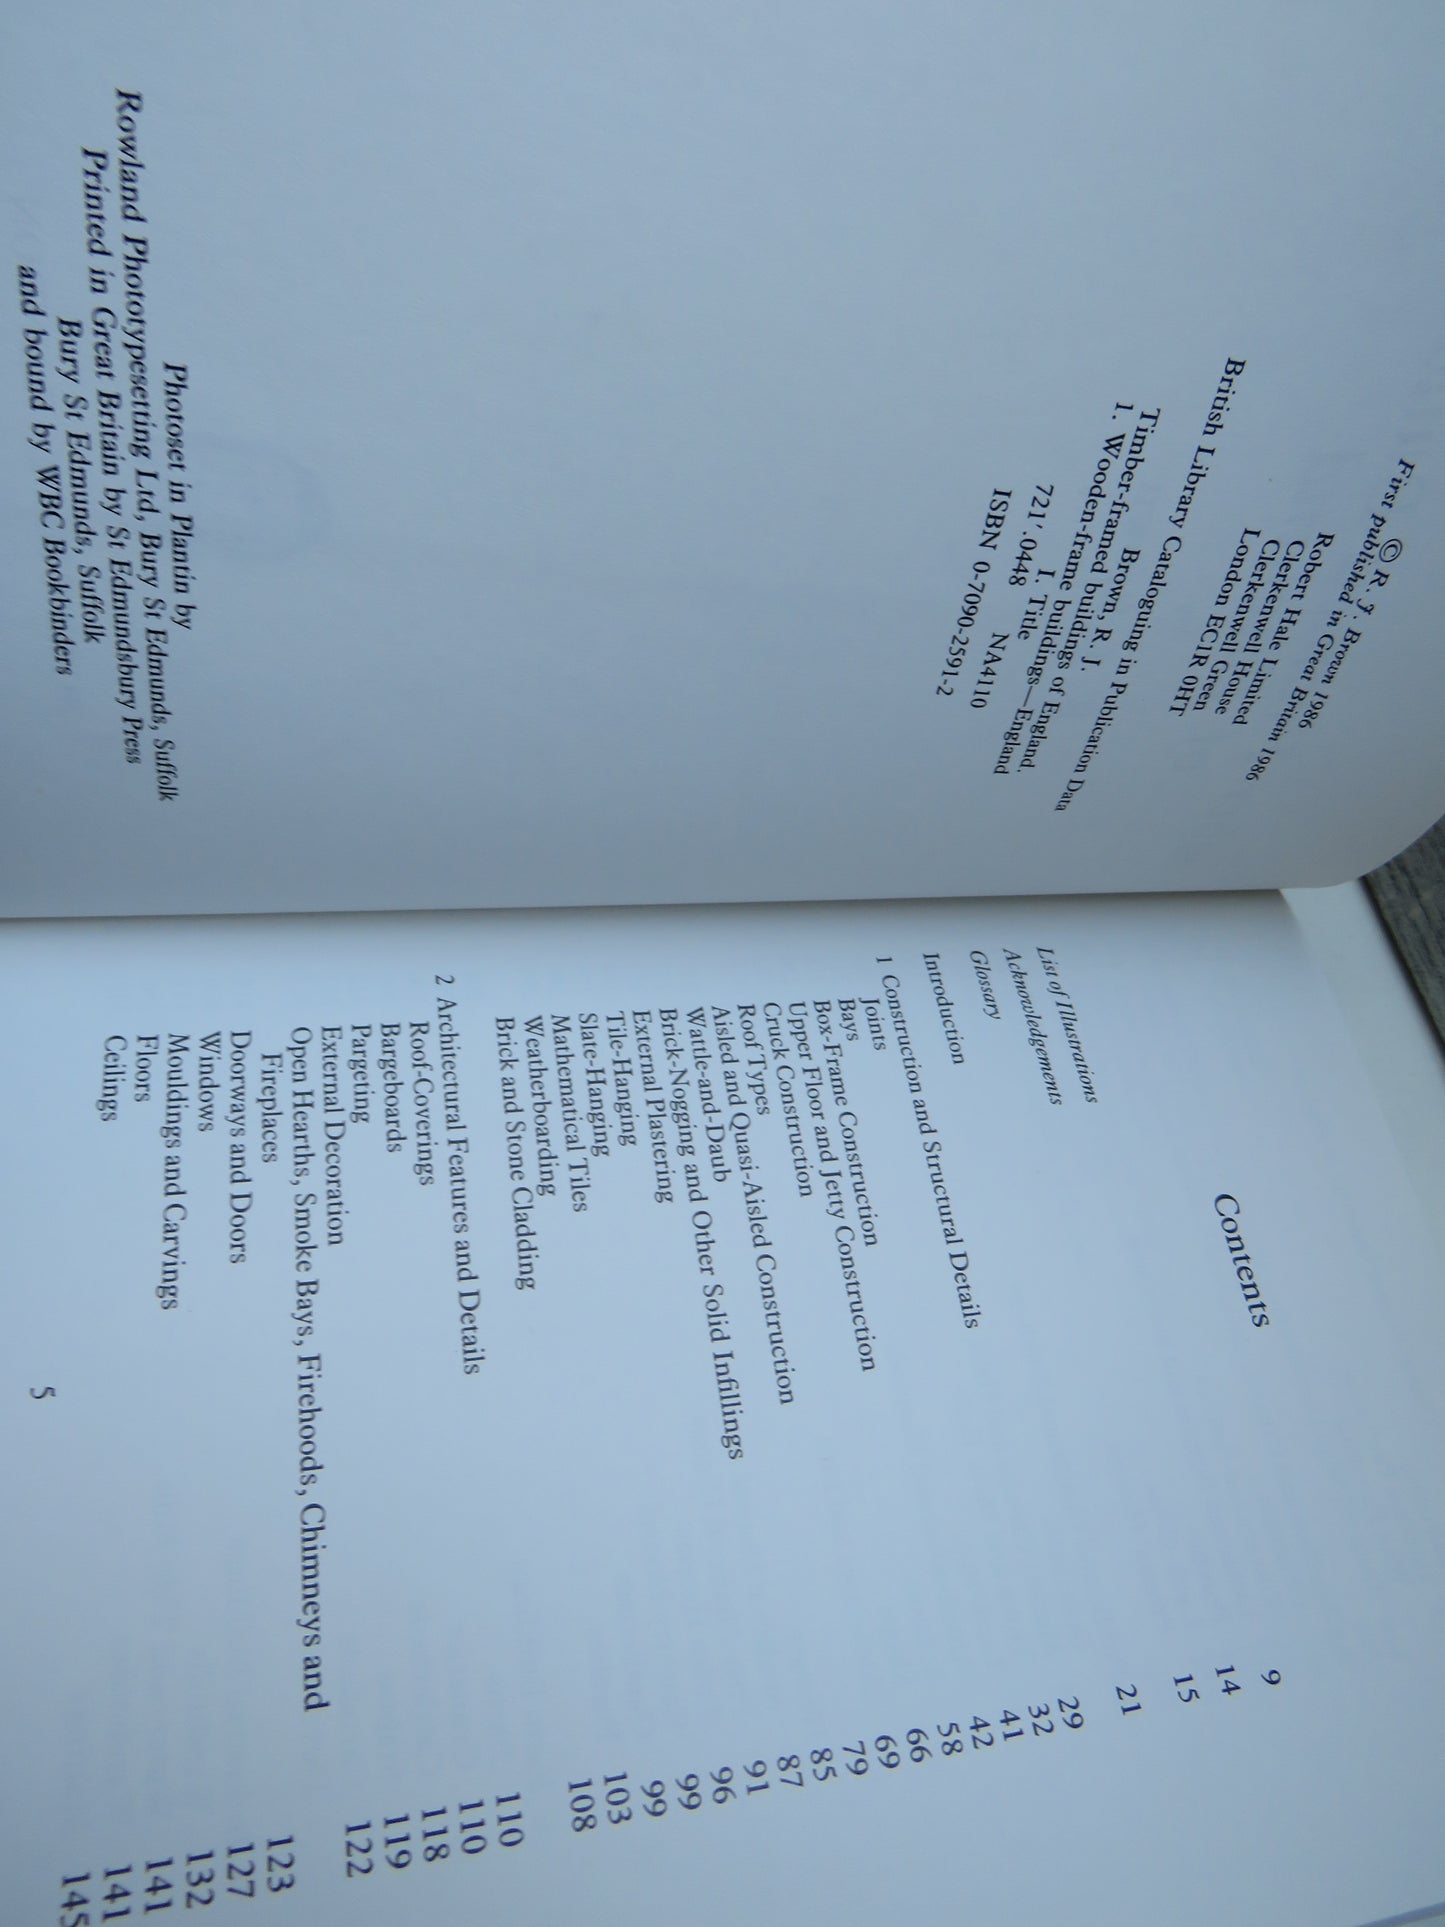 © R. J. Brown 1986
First published in Great Britain 1986
Robert Hale Limited
Clerkenwell House
Clerkenwell Green
London EC1R 0HT
British Library Cataloguing in Publication Data
Brown, R. J.
Timber-framed buildings of England.
1. Wooden-frame buildings—England
I. Title
721'.0448 NA4110
ISBN 0-7090-2591-2
Photoset in Plantin by
Rowland Phototypesetting Ltd, Bury St Edmunds, Suffolk
Printed in Great Britain by St Edmundsbury Press
Bury St Edmunds, Suffolk
and bound by WBC Bookbinders
Contents
List of Illustrations 9
Acknowledgements 14
Glossary 15
Introduction 21
1 Construction and Structural Details 29
Joints 32
Bays 41
Box-Frame Construction 42
Upper Floor and Jetty Construction 58
Cruck Construction 66
Roof Types 69
Aisled and Quasi-Aisled Construction 79
Wattle-and-Daub 85
Brick-Nogging and Other Solid Infillings 87
External Plastering 91
Tile-Hanging 96
Slate-Hanging 99
Mathematical Tiles 99
Weatherboarding 103
Brick and Stone Cladding 108
2 Architectural Features and Details 110
Roof-Coverings 110
Bargeboards 118
Pargeting 119
External Decoration 122
Open Hearths, Smoke Bays, Firehoods, Chimneys and
Fireplaces 123
Doorways and Doors 127
Windows 132
Mouldings and Carvings 141
Floors 141
Ceilings 145
5